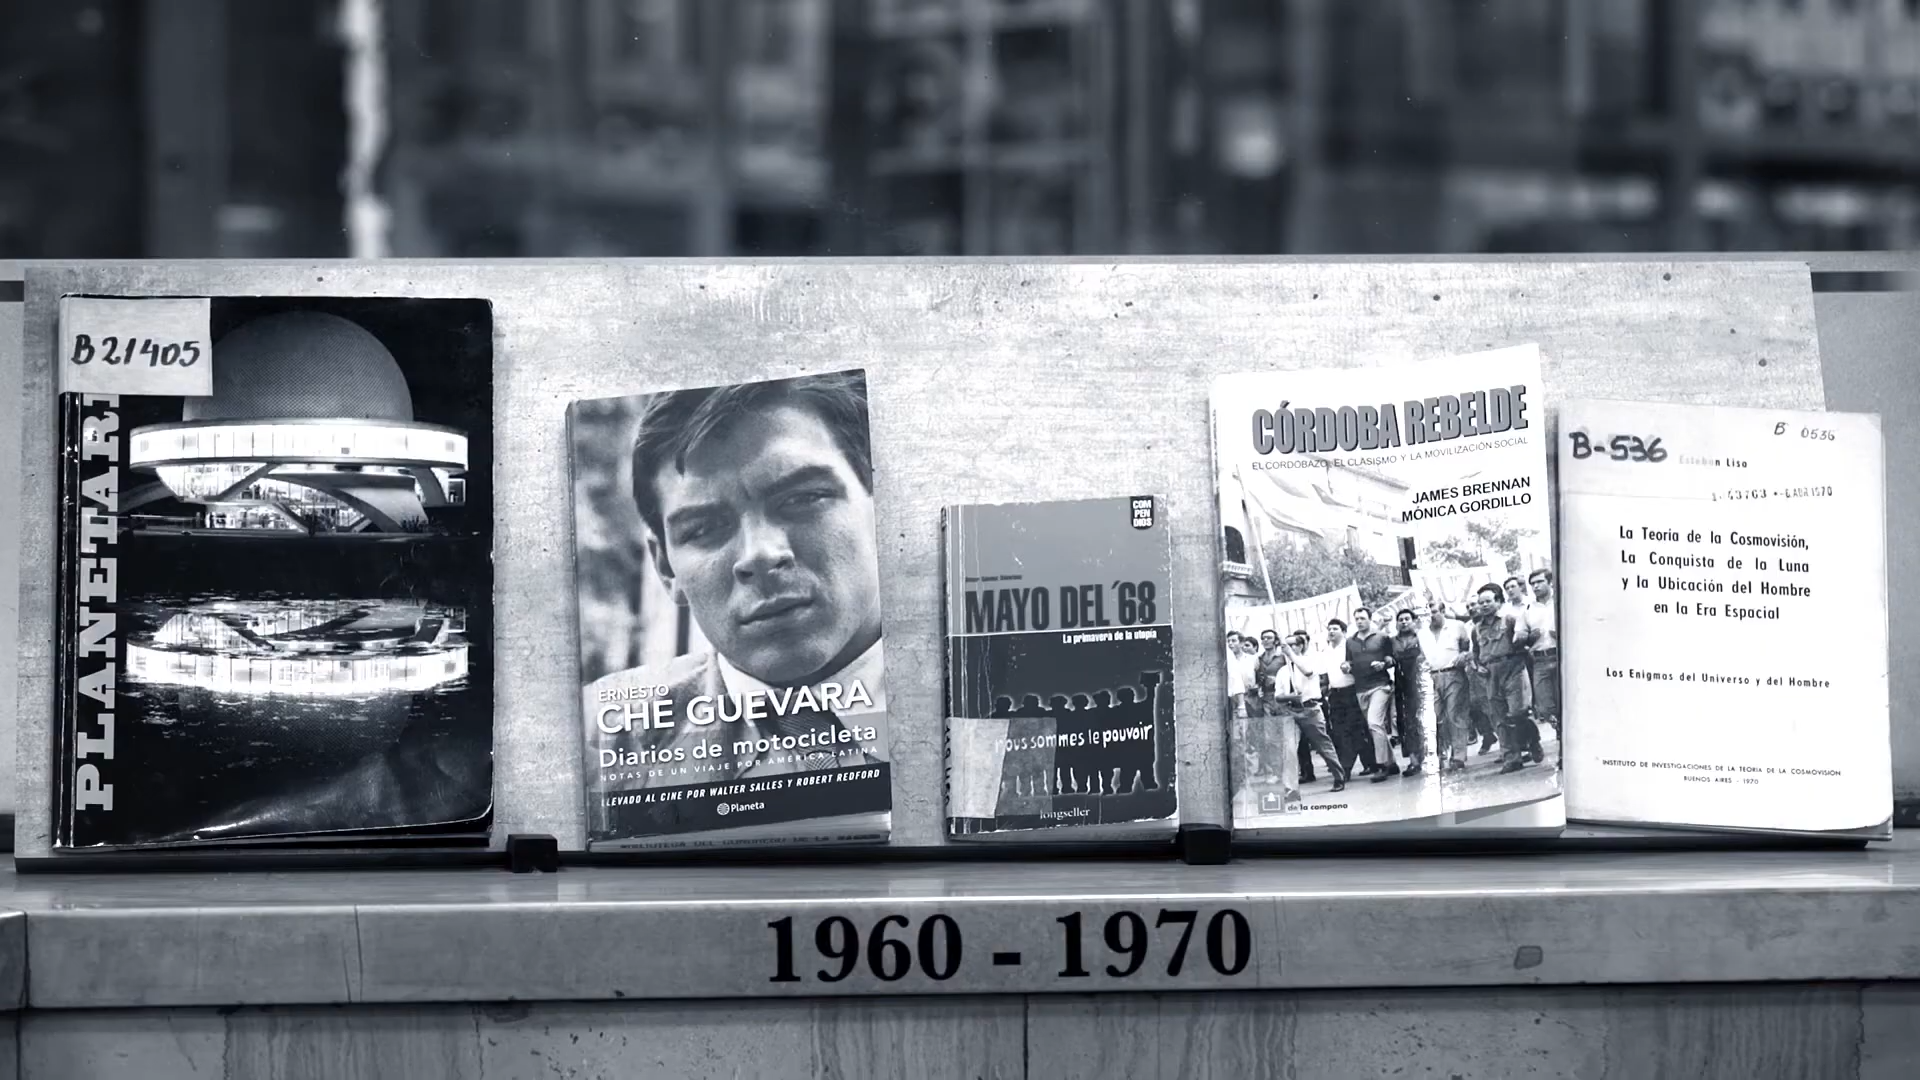 B 21405
PLANETARI
ERNESTO
CHE GUEVARA
Diarios de motocicleta
NOTAS DE UN VIAJE POR AMÉRICA LATINA
LLEVADO AL CINE POR WALTER SALLES Y ROBERT REDFORD
Planeta
COM
PEN
DIOS
MAYO DEL ´68
La primavera de la utopía
nous sommes le pouvoir
longseller
CÓRDOBA REBELDE
EL CORDOBAZO, EL CLASISMO Y LA MOVILIZACIÓN SOCIAL
JAMES BRENNAN
MÓNICA GORDILLO
de la campana
B 0536
B-536
Esteban Lisa
La Teoría de la Cosmovisión,
La Conquista de la Luna
y la Ubicación del Hombre
en la Era Espacial
Los Enigmas del Universo y del Hombre
INSTITUTO DE INVESTIGACIONES DE LA TEORIA DE LA COSMOVISION
BUENOS AIRES - 1970
1960 - 1970